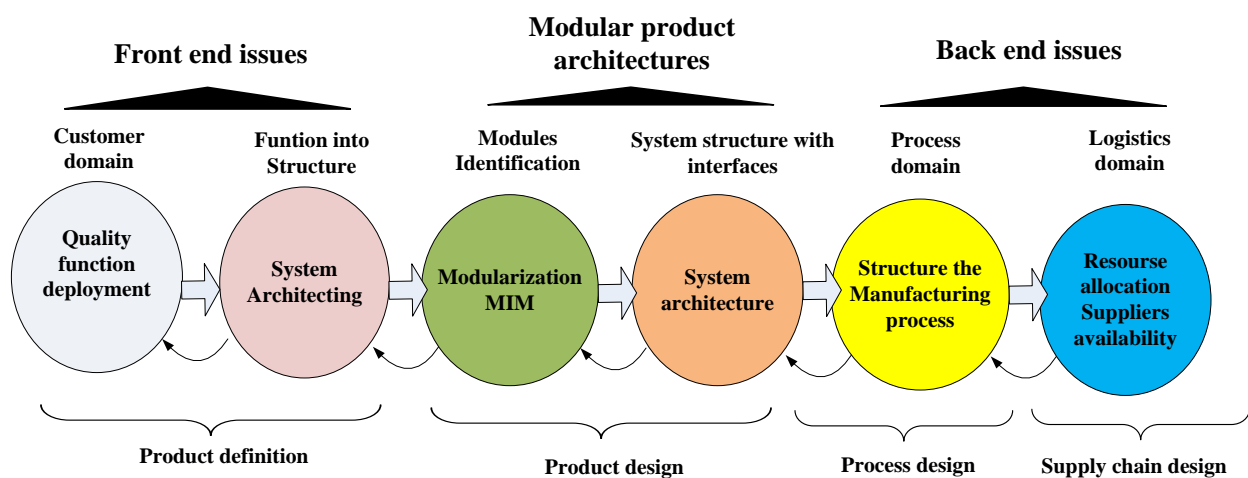 Front end issues
Modular product
architectures
Back end issues
Customer
domain
Funtion into
Structure
Modules
Identification
System structure with
interfaces
Process
domain
Logistics
domain
Quality
function
deployment
System
Architecting
Modularization
MIM
System
architecture
Structure the
Manufacturing
process
Resourse
allocation
Suppliers
availability
Product definition
Product design
Process design
Supply chain design